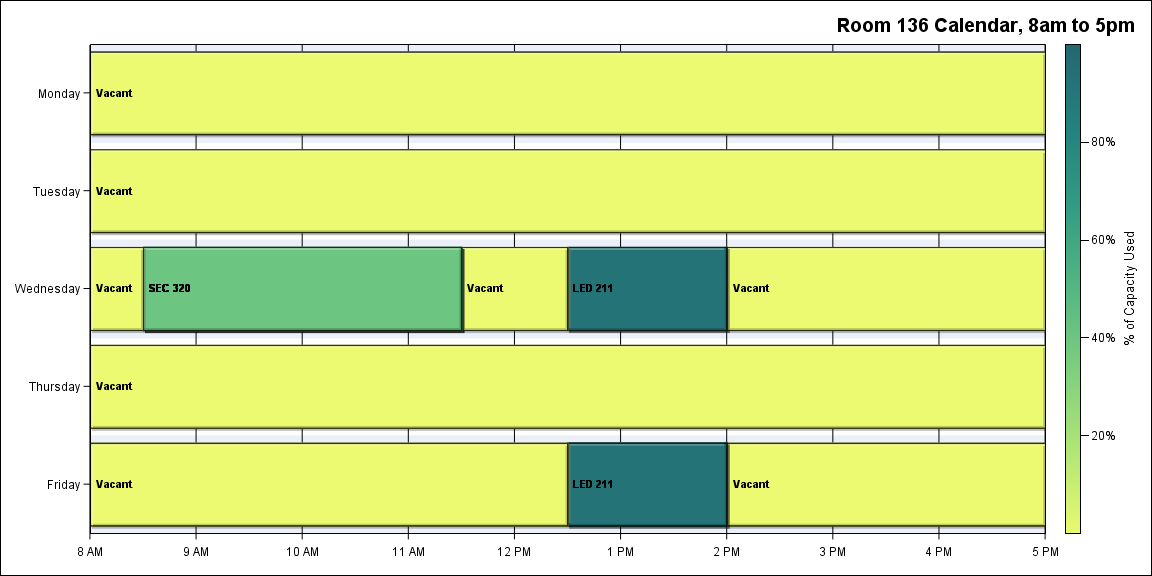 Room 136 Calendar, 8am to 5pm
Monday
Vacant
Tuesday
Vacant
Wednesday
Vacant
SEC 320
Vacant
LED 211
Vacant
Thursday
Vacant
Friday
Vacant
LED 211
Vacant
8 AM
9 AM
10 AM
11 AM
12 PM
1 PM
2 PM
3 PM
4 PM
5 PM
80%
60%
40%
20%
% of Capacity Used